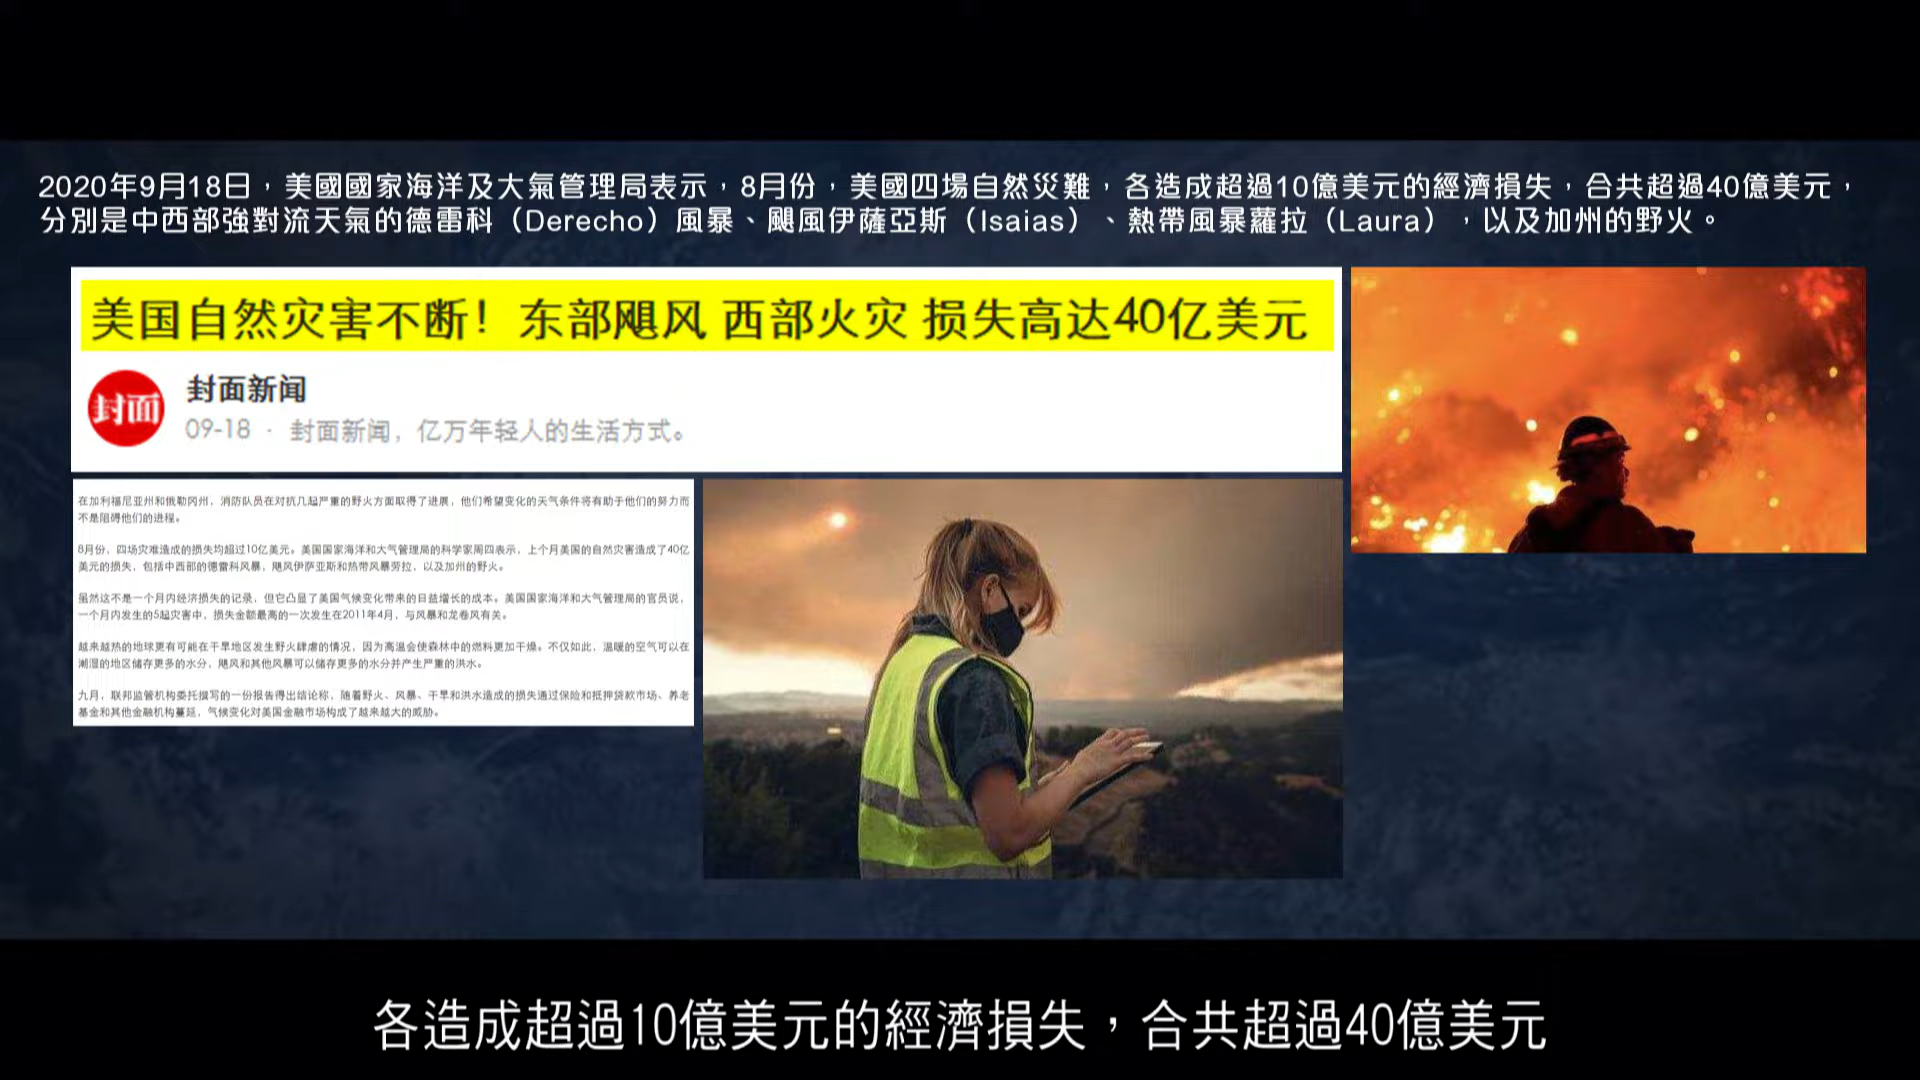 2020年9月18日，美國國家海洋及大氣管理局表示，8月份，美國四場自然災難，各造成超過10億美元的經濟損失，合共超過40億美元，
分別是中西部強對流天氣的德雷科（Derecho）風暴、颶風伊薩亞斯（Isaias）、熱帶風暴蘿拉（Laura），以及加州的野火。
美国自然灾害不断！东部飓风 西部火灾 损失高达40亿美元
封面
封面新闻
09-18 · 封面新闻，亿万年轻人的生活方式。
在加利福尼亚州和俄勒冈州，消防队员在对抗几起严重的野火方面取得了进展，他们希望变化的天气条件将有助于他们的努力而
不是阻碍他们的进程。
8月份，四场灾难造成的损失均超过10亿美元。美国国家海洋和大气管理局的科学家周四表示，上个月美国的自然灾害造成了40亿
美元的损失，包括中西部的德雷科风暴，飓风伊萨亚斯和热带风暴劳拉，以及加州的野火。
虽然这不是一个月内经济损失的记录，但它凸显了美国气候变化带来的日益增长的成本。美国国家海洋和大气管理局的官员说，
一个月内发生的5起灾害中，损失金额最高的一次发生在2011年4月，与风暴和龙卷风有关。
越来越热的地球更有可能在干旱地区发生野火肆虐的情况，因为高温会使森林中的燃料更加干燥。不仅如此，温暖的空气可以在
潮湿的地区储存更多的水分，飓风和其他风暴可以储存更多的水分并产生严重的洪水。
九月，联邦监管机构委托撰写的一份报告得出结论称，随着野火、风暴、干旱和洪水造成的损失通过保险和抵押贷款市场、养老
基金和其他金融机构蔓延，气候变化对美国金融市场构成了越来越大的威胁。
各造成超過10億美元的經濟損失，合共超過40億美元